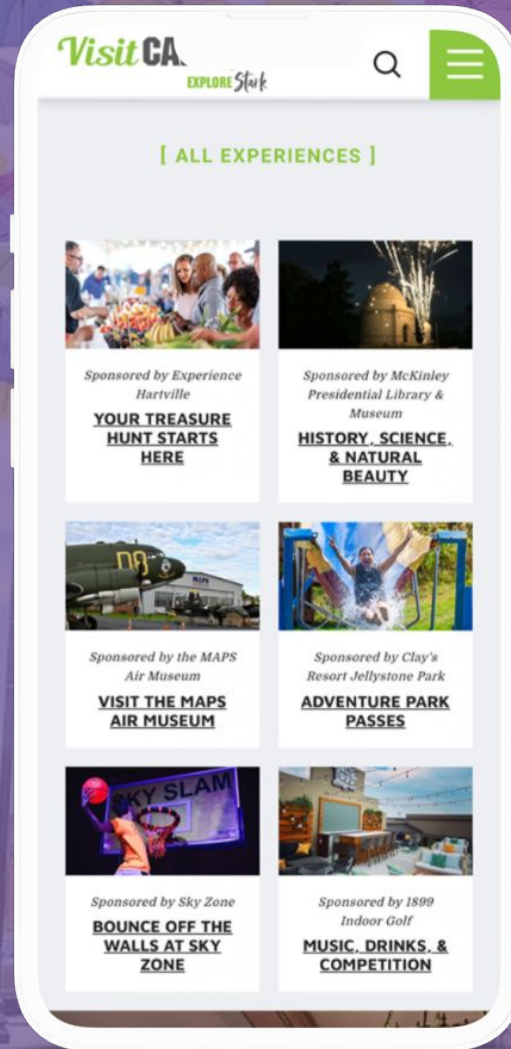 Visit CA
EXPLORE Stark
[ ALL EXPERIENCES ]
Sponsored by Experience
Hartville
YOUR TREASURE
HUNT STARTS
HERE
Sponsored by McKinley
Presidential Library &
Museum
HISTORY, SCIENCE,
& NATURAL
BEAUTY
MAPS
Sponsored by the MAPS
Air Museum
VISIT THE MAPS
AIR MUSEUM
Sponsored by Clay's
Resort Jellystone Park
ADVENTURE PARK
PASSES
SKY SLAM
Sponsored by Sky Zone
BOUNCE OFF THE
WALLS AT SKY
ZONE
Sponsored by 1899
Indoor Golf
MUSIC, DRINKS, &
COMPETITION